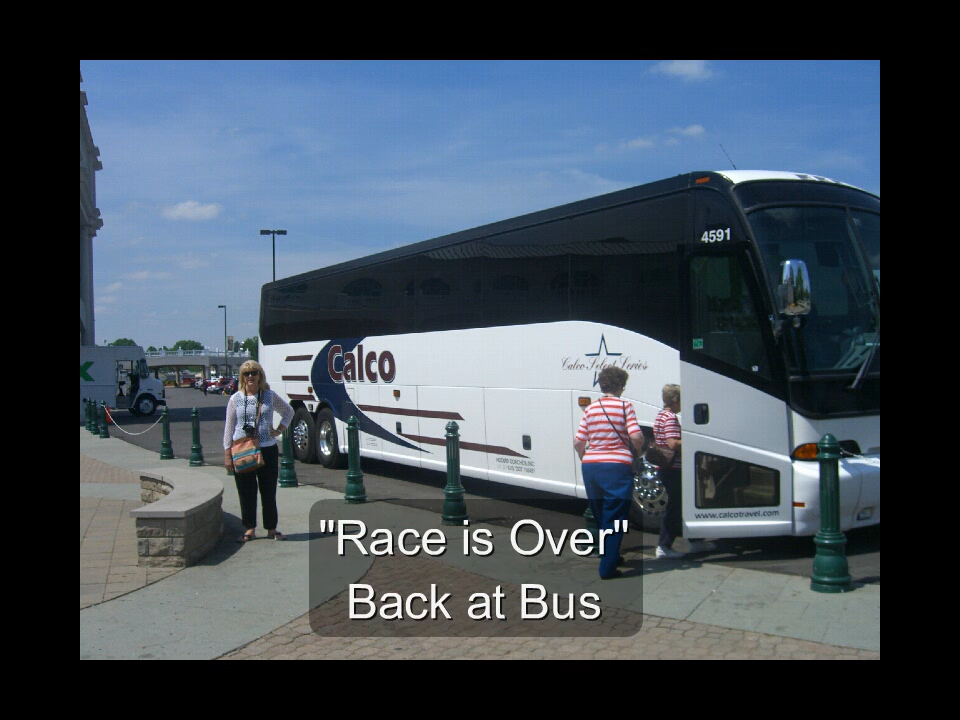 4591
Calco
Calco Select Series
www.calcotravel.com
"Race is Over"
Back at Bus